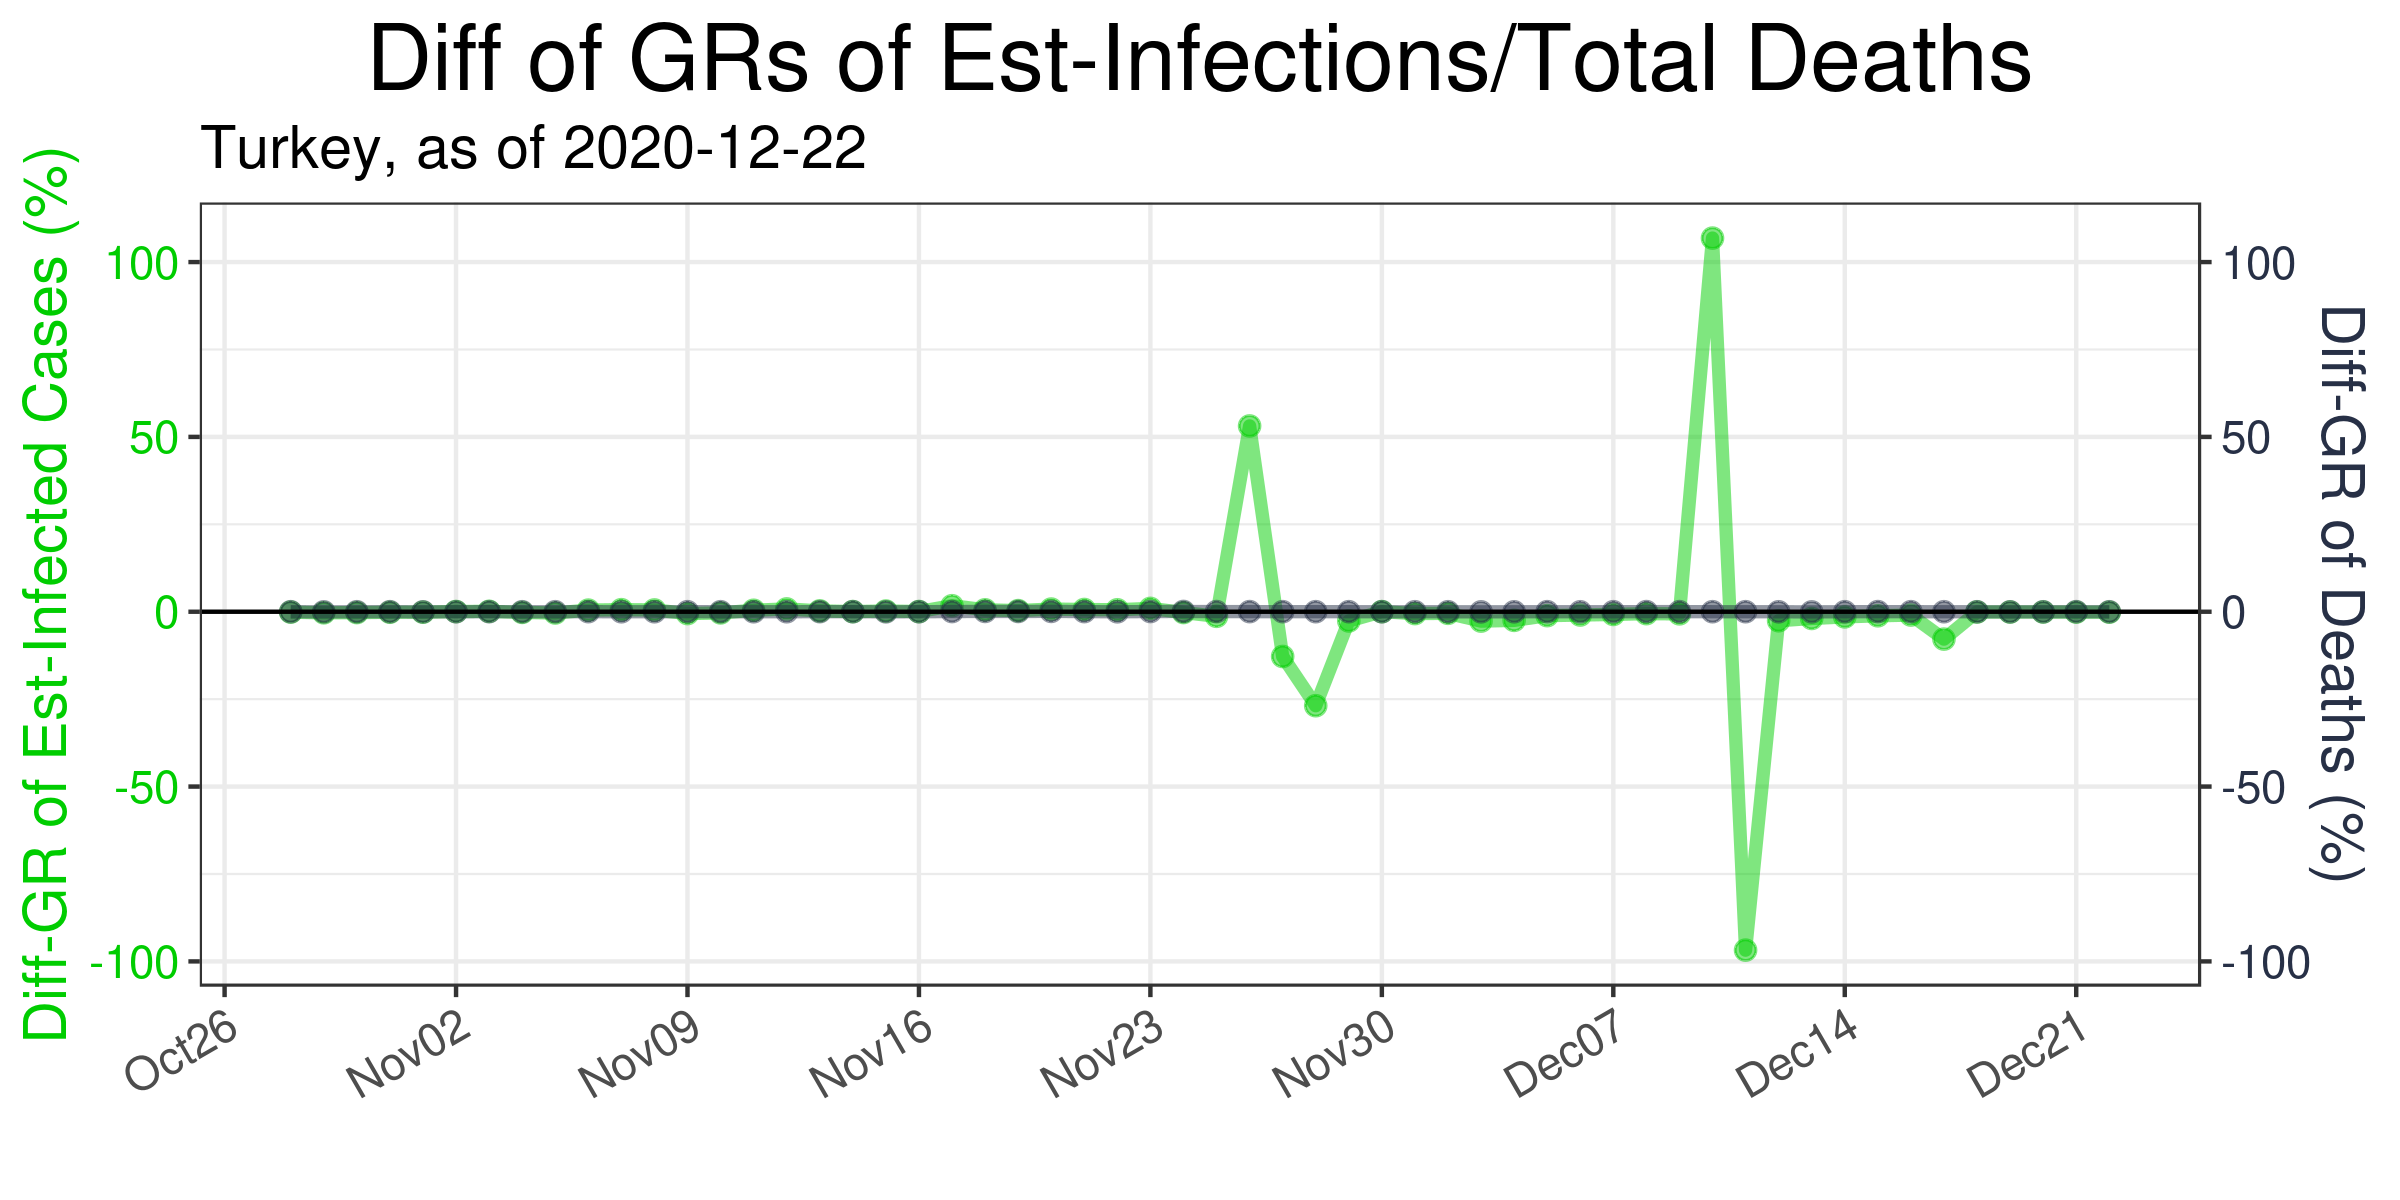 Diff of GRs of Est-Infections/Total Deaths
Turkey, as of 2020-12-22
Diff-GR of Est-Infected Cases (%)
100
50
0
-50
-100
100
50
0
-50
-100
Diff-GR of Deaths (%)
Oct26
Nov02
Nov09
Nov16
Nov23
Nov30
Dec07
Dec14
Dec21